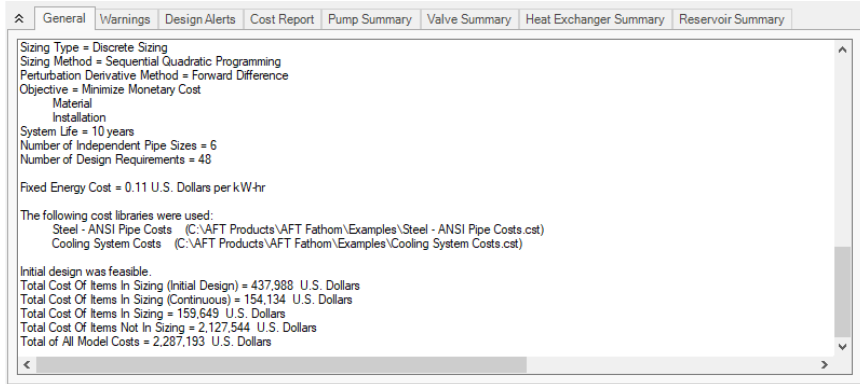 General Warnings Design Alerts Cost Report Pump Summary Valve Summary Heat Exchanger Summary Reservoir Summary
Sizing Type = Discrete Sizing
Sizing Method = Sequential Quadratic Programming
Perturbation Derivative Method = Forward Difference
Objective = Minimize Monetary Cost
Material
Installation
System Life = 10 years
Number of Independent Pipe Sizes = 6
Number of Design Requirements = 48
Fixed Energy Cost = 0.11 U.S. Dollars per kW-hr
The following cost libraries were used:
Steel - ANSI Pipe Costs (C:\AFT Products\AFT Fathom\Examples\Steel - ANSI Pipe Costs.cst)
Cooling System Costs (C:\AFT Products\AFT Fathom\Examples\Cooling System Costs.cst)
Initial design was feasible.
Total Cost Of Items In Sizing (Initial Design) = 437,988 U.S. Dollars
Total Cost Of Items In Sizing (Continuous) = 154,134 U.S. Dollars
Total Cost Of Items In Sizing = 159,649 U.S. Dollars
Total Cost Of Items Not In Sizing = 2,127,544 U.S. Dollars
Total of All Model Costs = 2,287,193 U.S. Dollars